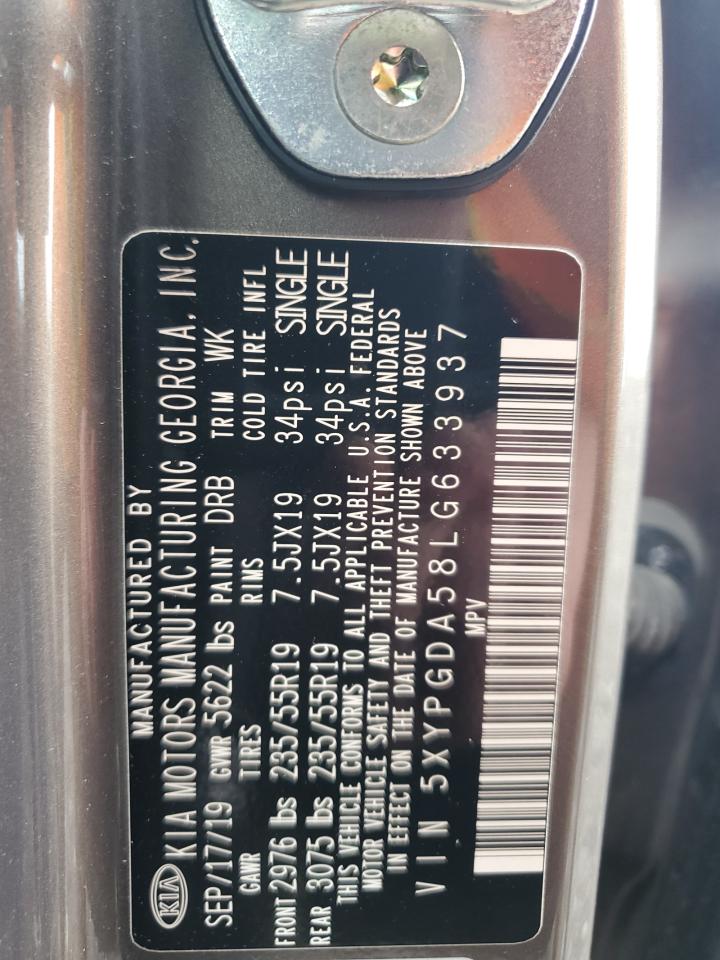 MANUFACTURED BY
KIA KIA MOTORS MANUFACTURING GEORGIA, INC.
SEP/17/19 GVWR 5622 lbs PAINT DRB TRIM WK
GAWR TIRES RIMS COLD TIRE INFL
FRONT 2976 lbs 235/55R19 7.5JX19 34psi SINGLE
REAR 3075 lbs 235/55R19 7.5JX19 34psi SINGLE
THIS VEHICLE CONFORMS TO ALL APPLICABLE U.S.A. FEDERAL
MOTOR VEHICLE SAFETY AND THEFT PREVENTION STANDARDS
IN EFFECT ON THE DATE OF MANUFACTURE SHOWN ABOVE
VIN 5XYPGDA58LG633937
MPV